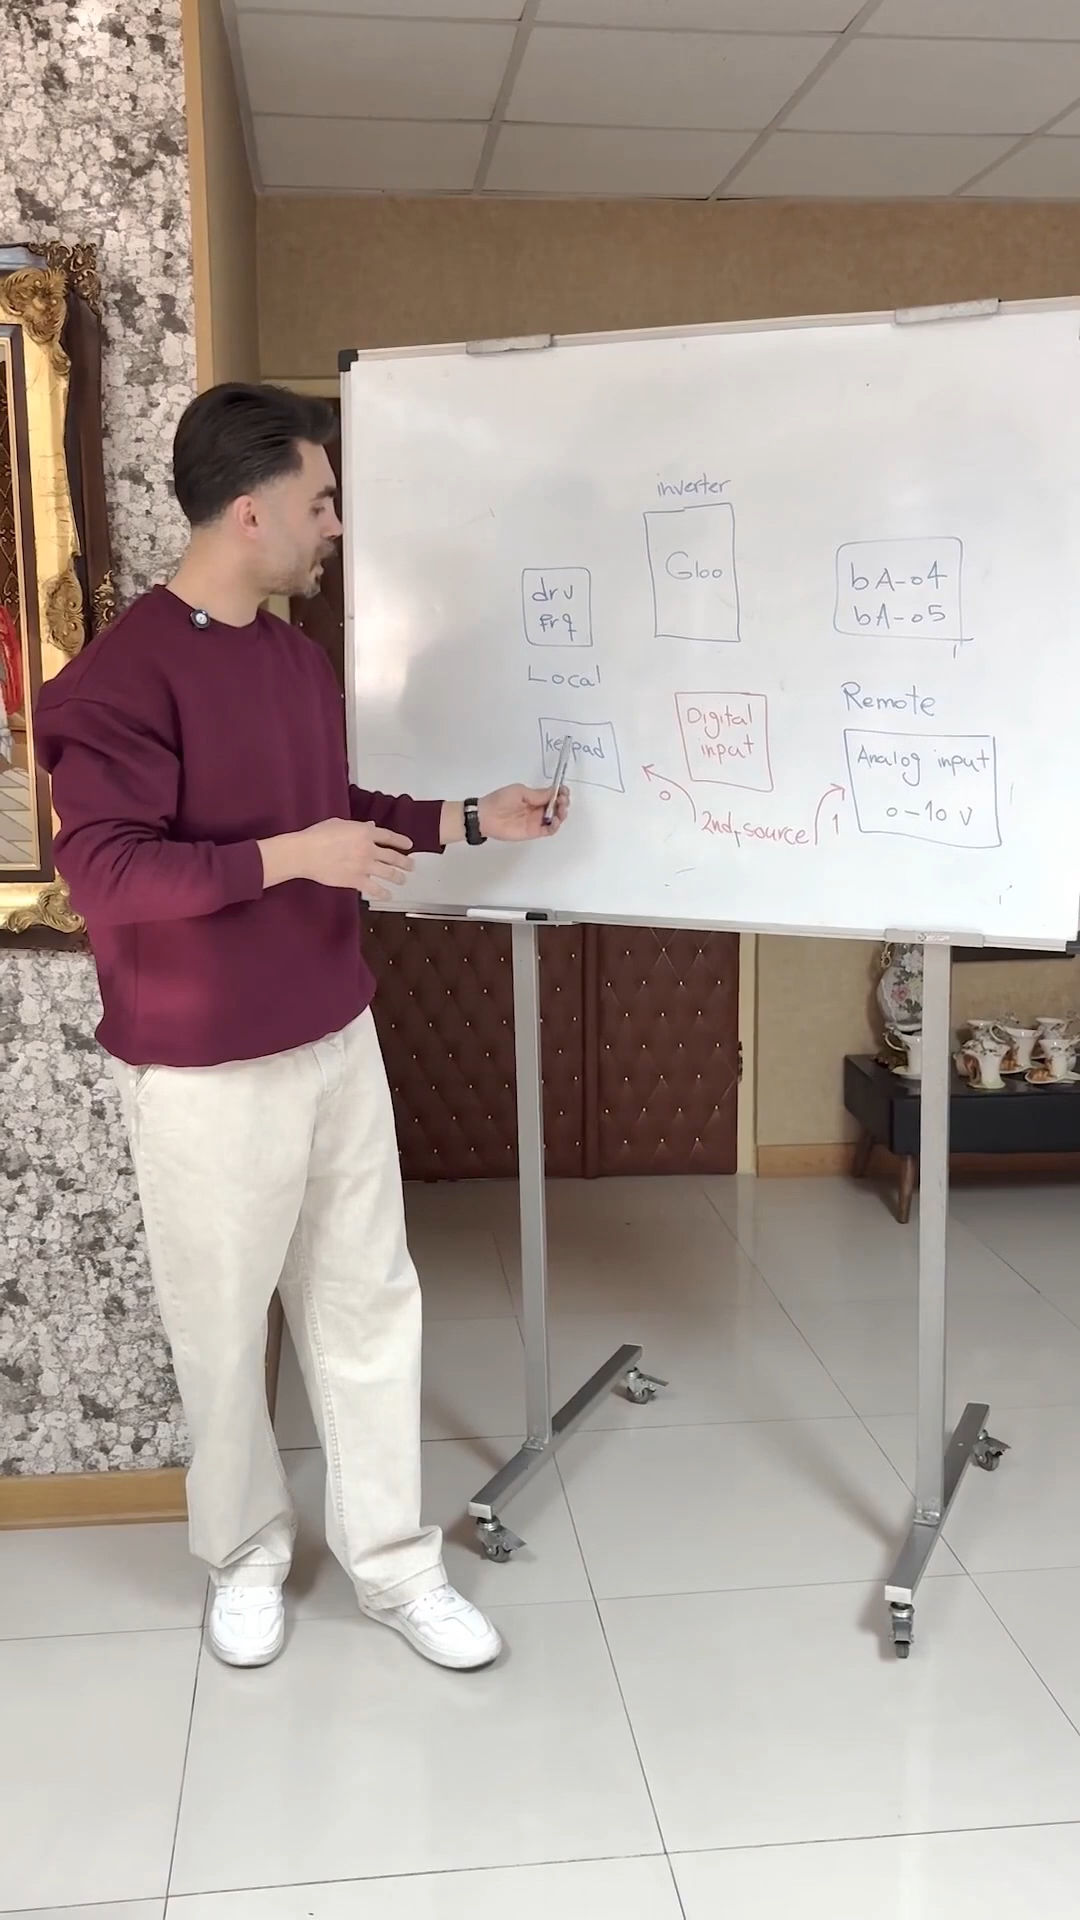 inverter
G100
drv
frq
Local
keypad
bA-04
bA-05
Remote
Digital
input
Analog input
0-10 V
0
2nd source
1